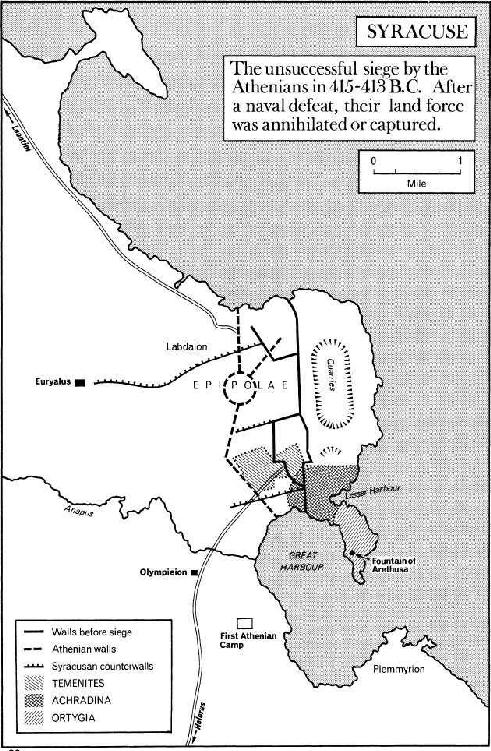 SYRACUSE
The unsuccessful siege by the
Athenians in 415-413 B.C. After
a naval defeat, their land force
was annihilated or captured.
0 1
Mile
Leontini
Labdalon
Euryalus
EPIPOLAE
Quarries
Lesser Harbour
Anapus
GREAT
HARBOUR
Fountain of
Arethusa
Olympieion
First Athenian
Camp
Plemmyrion
Helorus
Walls before siege
Athenian walls
Syracusan counterwalls
TEMENITES
ACHRADINA
ORTYGIA